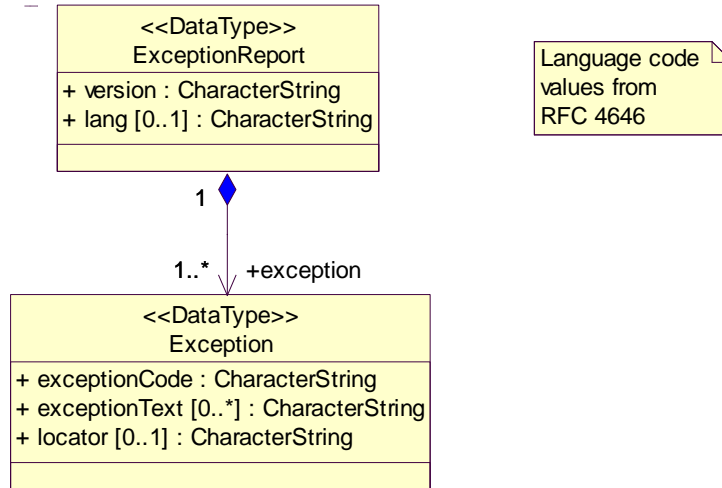 <<DataType>>
ExceptionReport
+ version : CharacterString
+ lang [0..1] : CharacterString
Language code
values from
RFC 4646
1
1..*
+exception
<<DataType>>
Exception
+ exceptionCode : CharacterString
+ exceptionText [0..*] : CharacterString
+ locator [0..1] : CharacterString